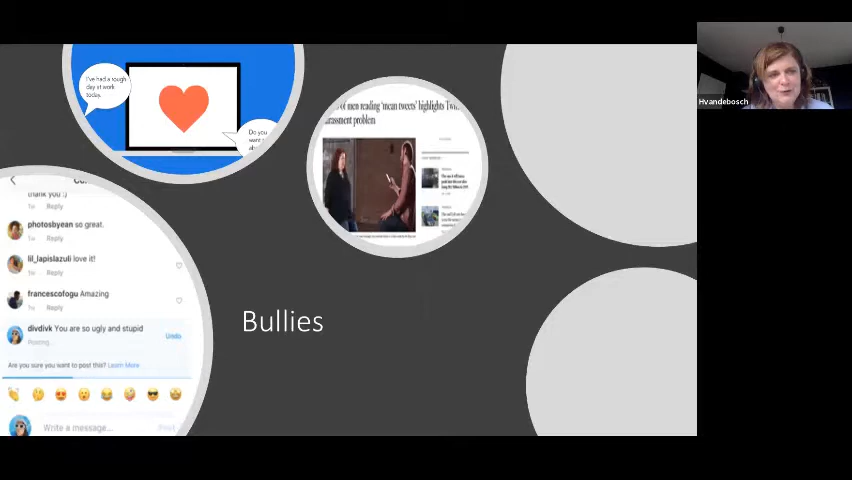 I've had a rough
day at work
today.
Do you
want
of men reading 'mean tweets' highlights
arassment problem
thank you :)
1w Reply
photosbyean so great.
1w Reply
lil_lapislazuli love it!
1w Reply
francescofogu Amazing
1w Reply
divdivk You are so ugly and stupid
Undo
Posting
Are you sure you want to post this? Learn More
Write a message...
Bullies
Hvandebosch